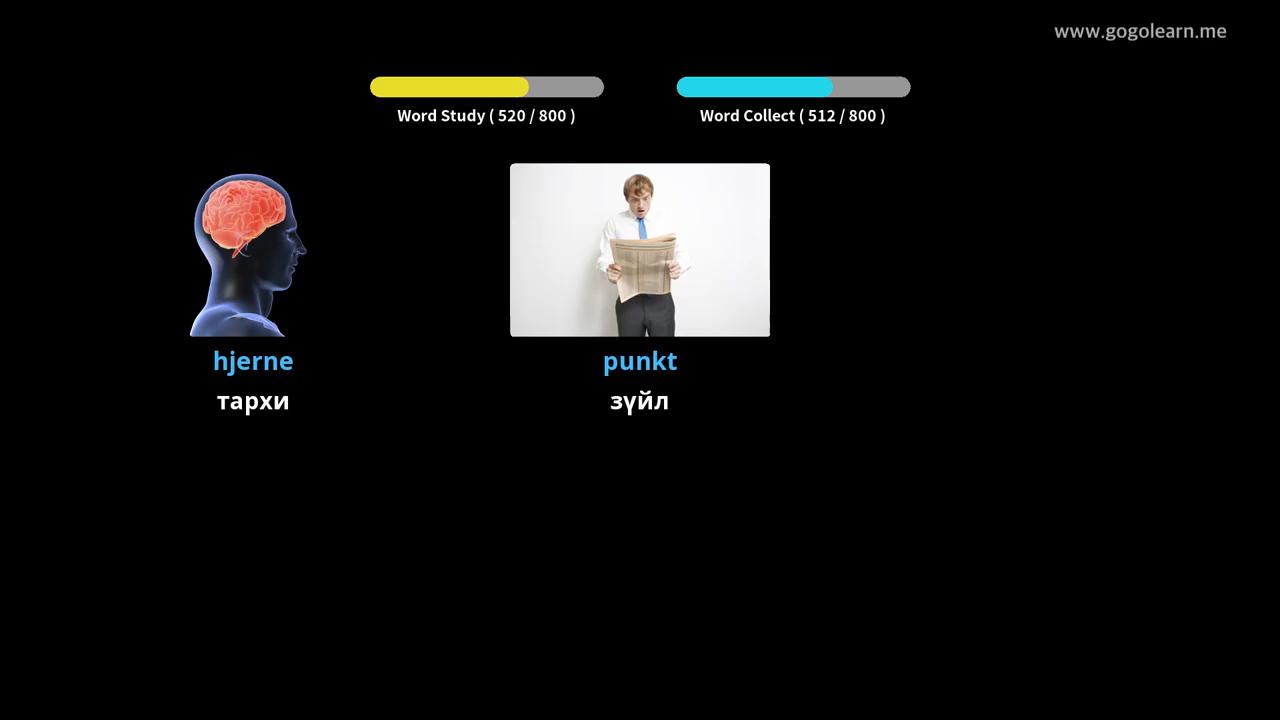 www.gogolearn.me
Word Study ( 520 / 800 )
Word Collect ( 512 / 800 )
hjerne
punkt
тархи
зүйл